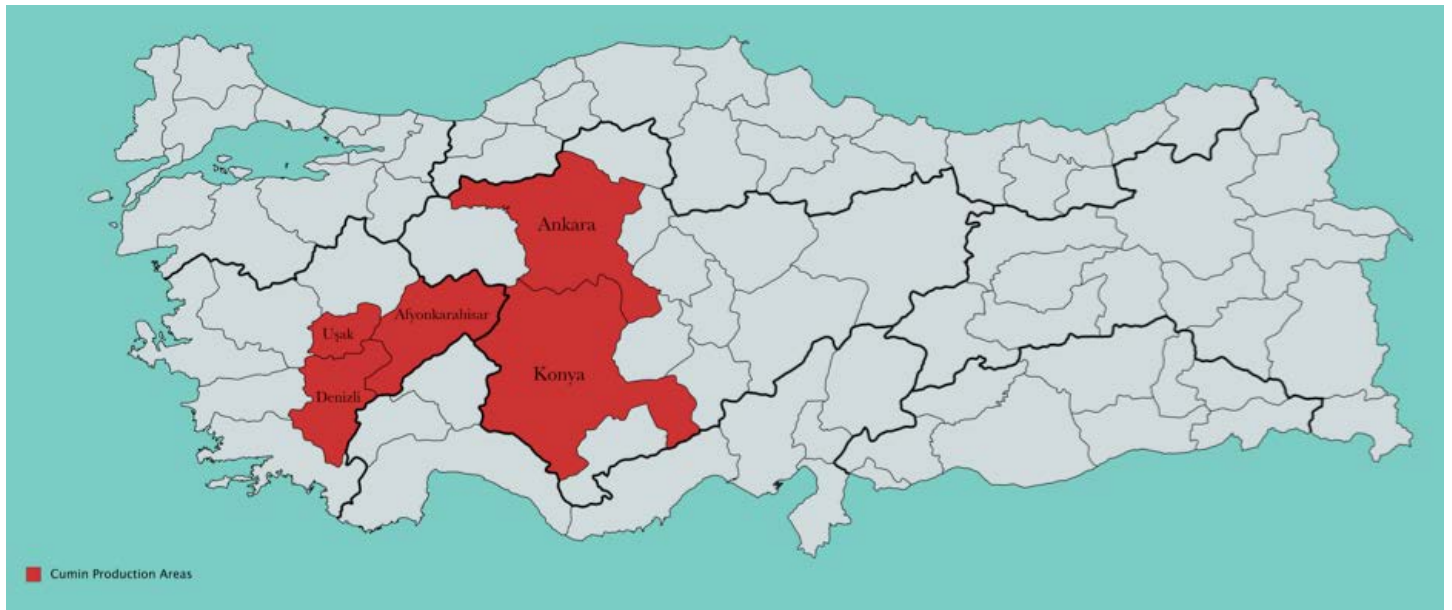 Ankara
Afyonkarahisar
Uşak
Konya
Denizli
Cumin Production Areas